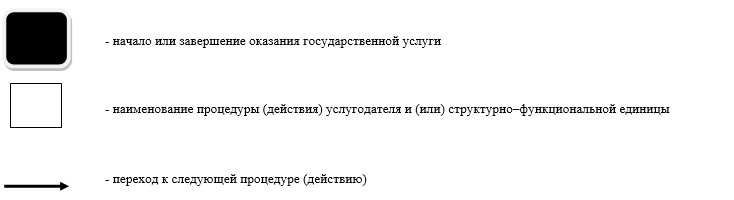 - начало или завершение оказания государственной услуги
- наименование процедуры (действия) услугодателя и (или) структурно–функциональной единицы
- переход к следующей процедуре (действию)